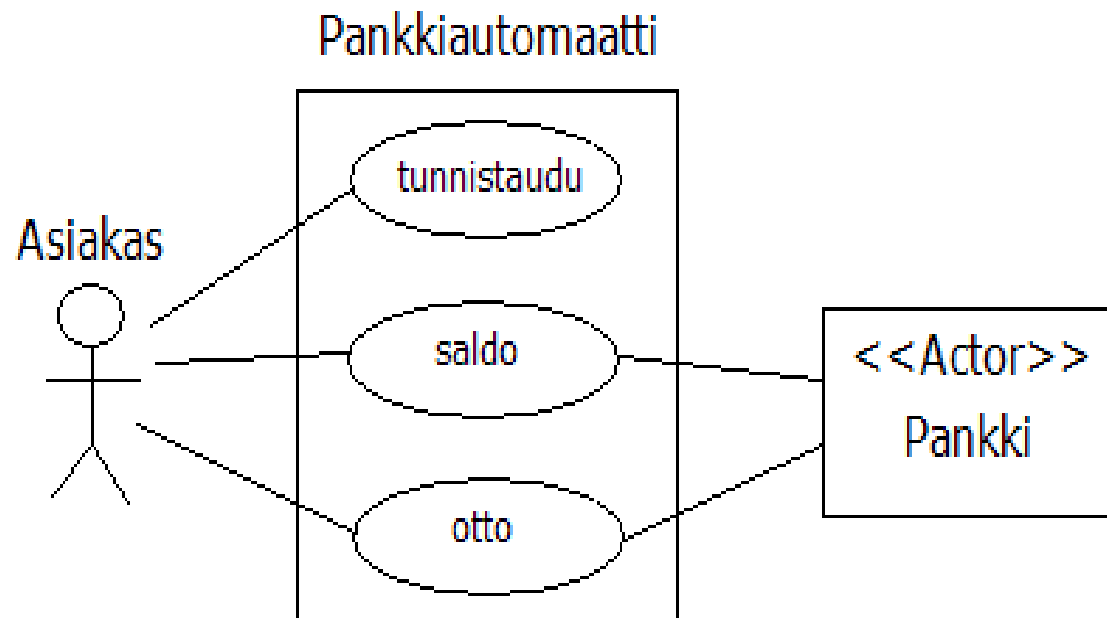 Pankkiautomaatti
tunnistaudu
Asiakas
saldo
<<Actor>>
Pankki
otto